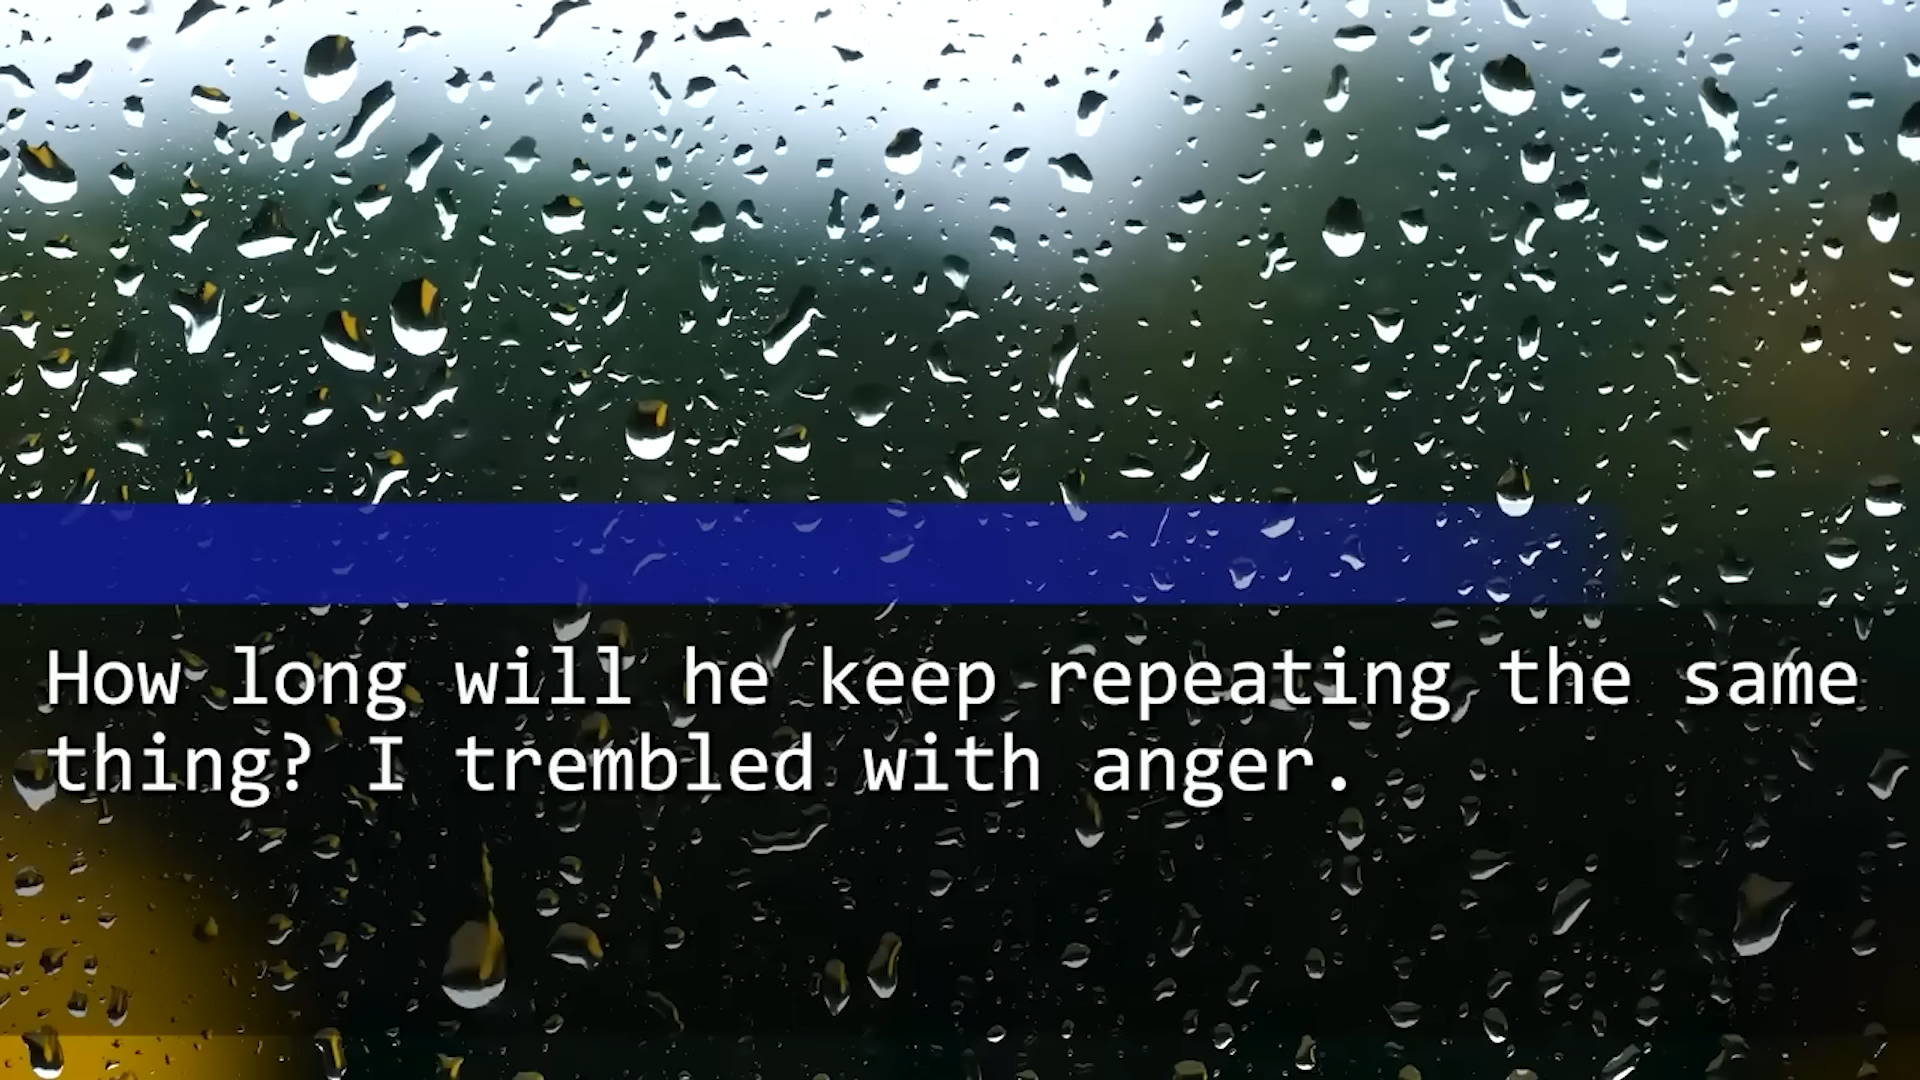 How long will he keep repeating the same
thing? I trembled with anger.